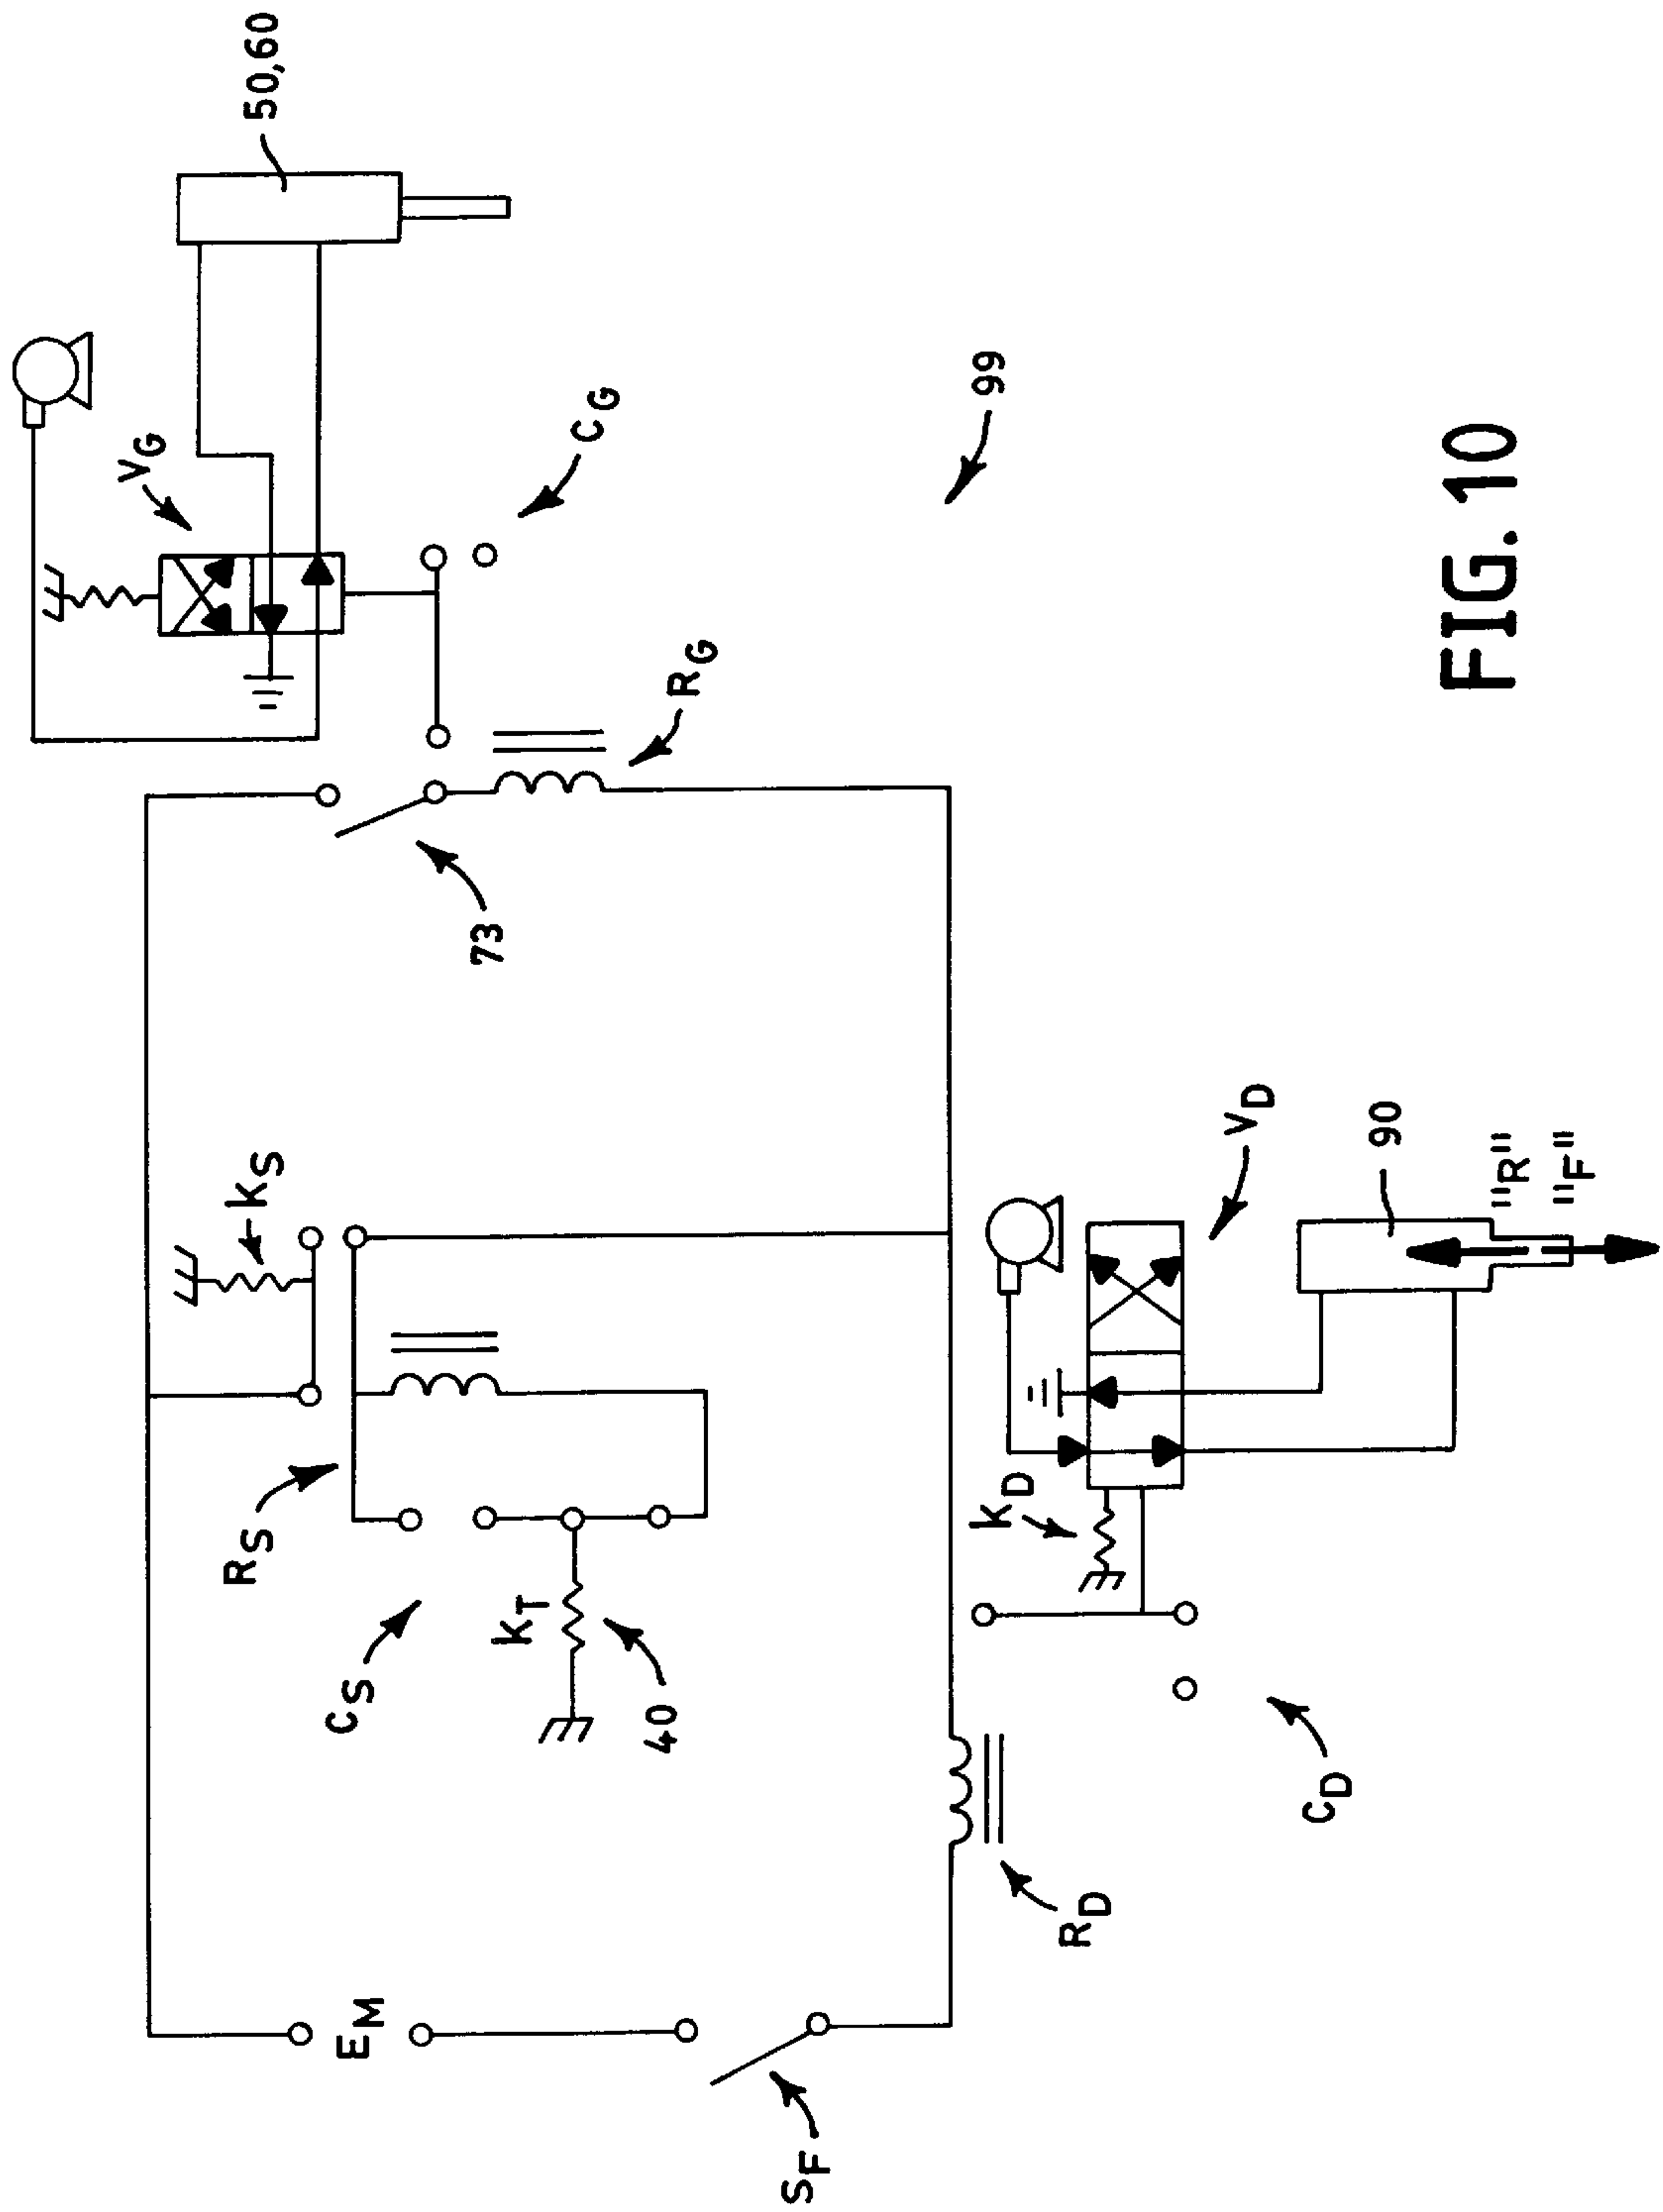 50,60
V_G
C_G
99
R_G
73
K_S
R_S
C_S
K_T
40
E_M
S_F
K_D
V_D
90
"R"
"F"
R_D
C_D
FIG. 10